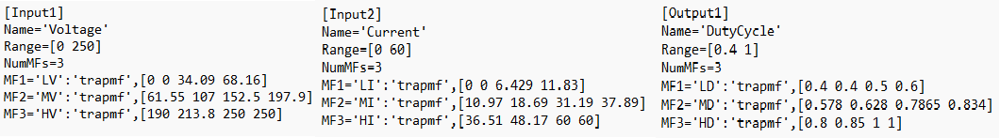 [Input1]
Name='Voltage'
Range=[0 250]
NumMFs=3
MF1='LV':'trapmf',[0 0 34.09 68.16]
MF2='MV':'trapmf',[61.55 107 152.5 197.9]
MF3='HV':'trapmf',[190 213.8 250 250]
[Input2]
Name='Current'
Range=[0 60]
NumMFs=3
MF1='LI':'trapmf',[0 0 6.429 11.83]
MF2='MI':'trapmf',[10.97 18.69 31.19 37.89]
MF3='HI':'trapmf',[36.51 48.17 60 60]
[Output1]
Name='DutyCycle'
Range=[0.4 1]
NumMFs=3
MF1='LD':'trapmf',[0.4 0.4 0.5 0.6]
MF2='MD':'trapmf',[0.578 0.628 0.7865 0.834]
MF3='HD':'trapmf',[0.8 0.85 1 1]